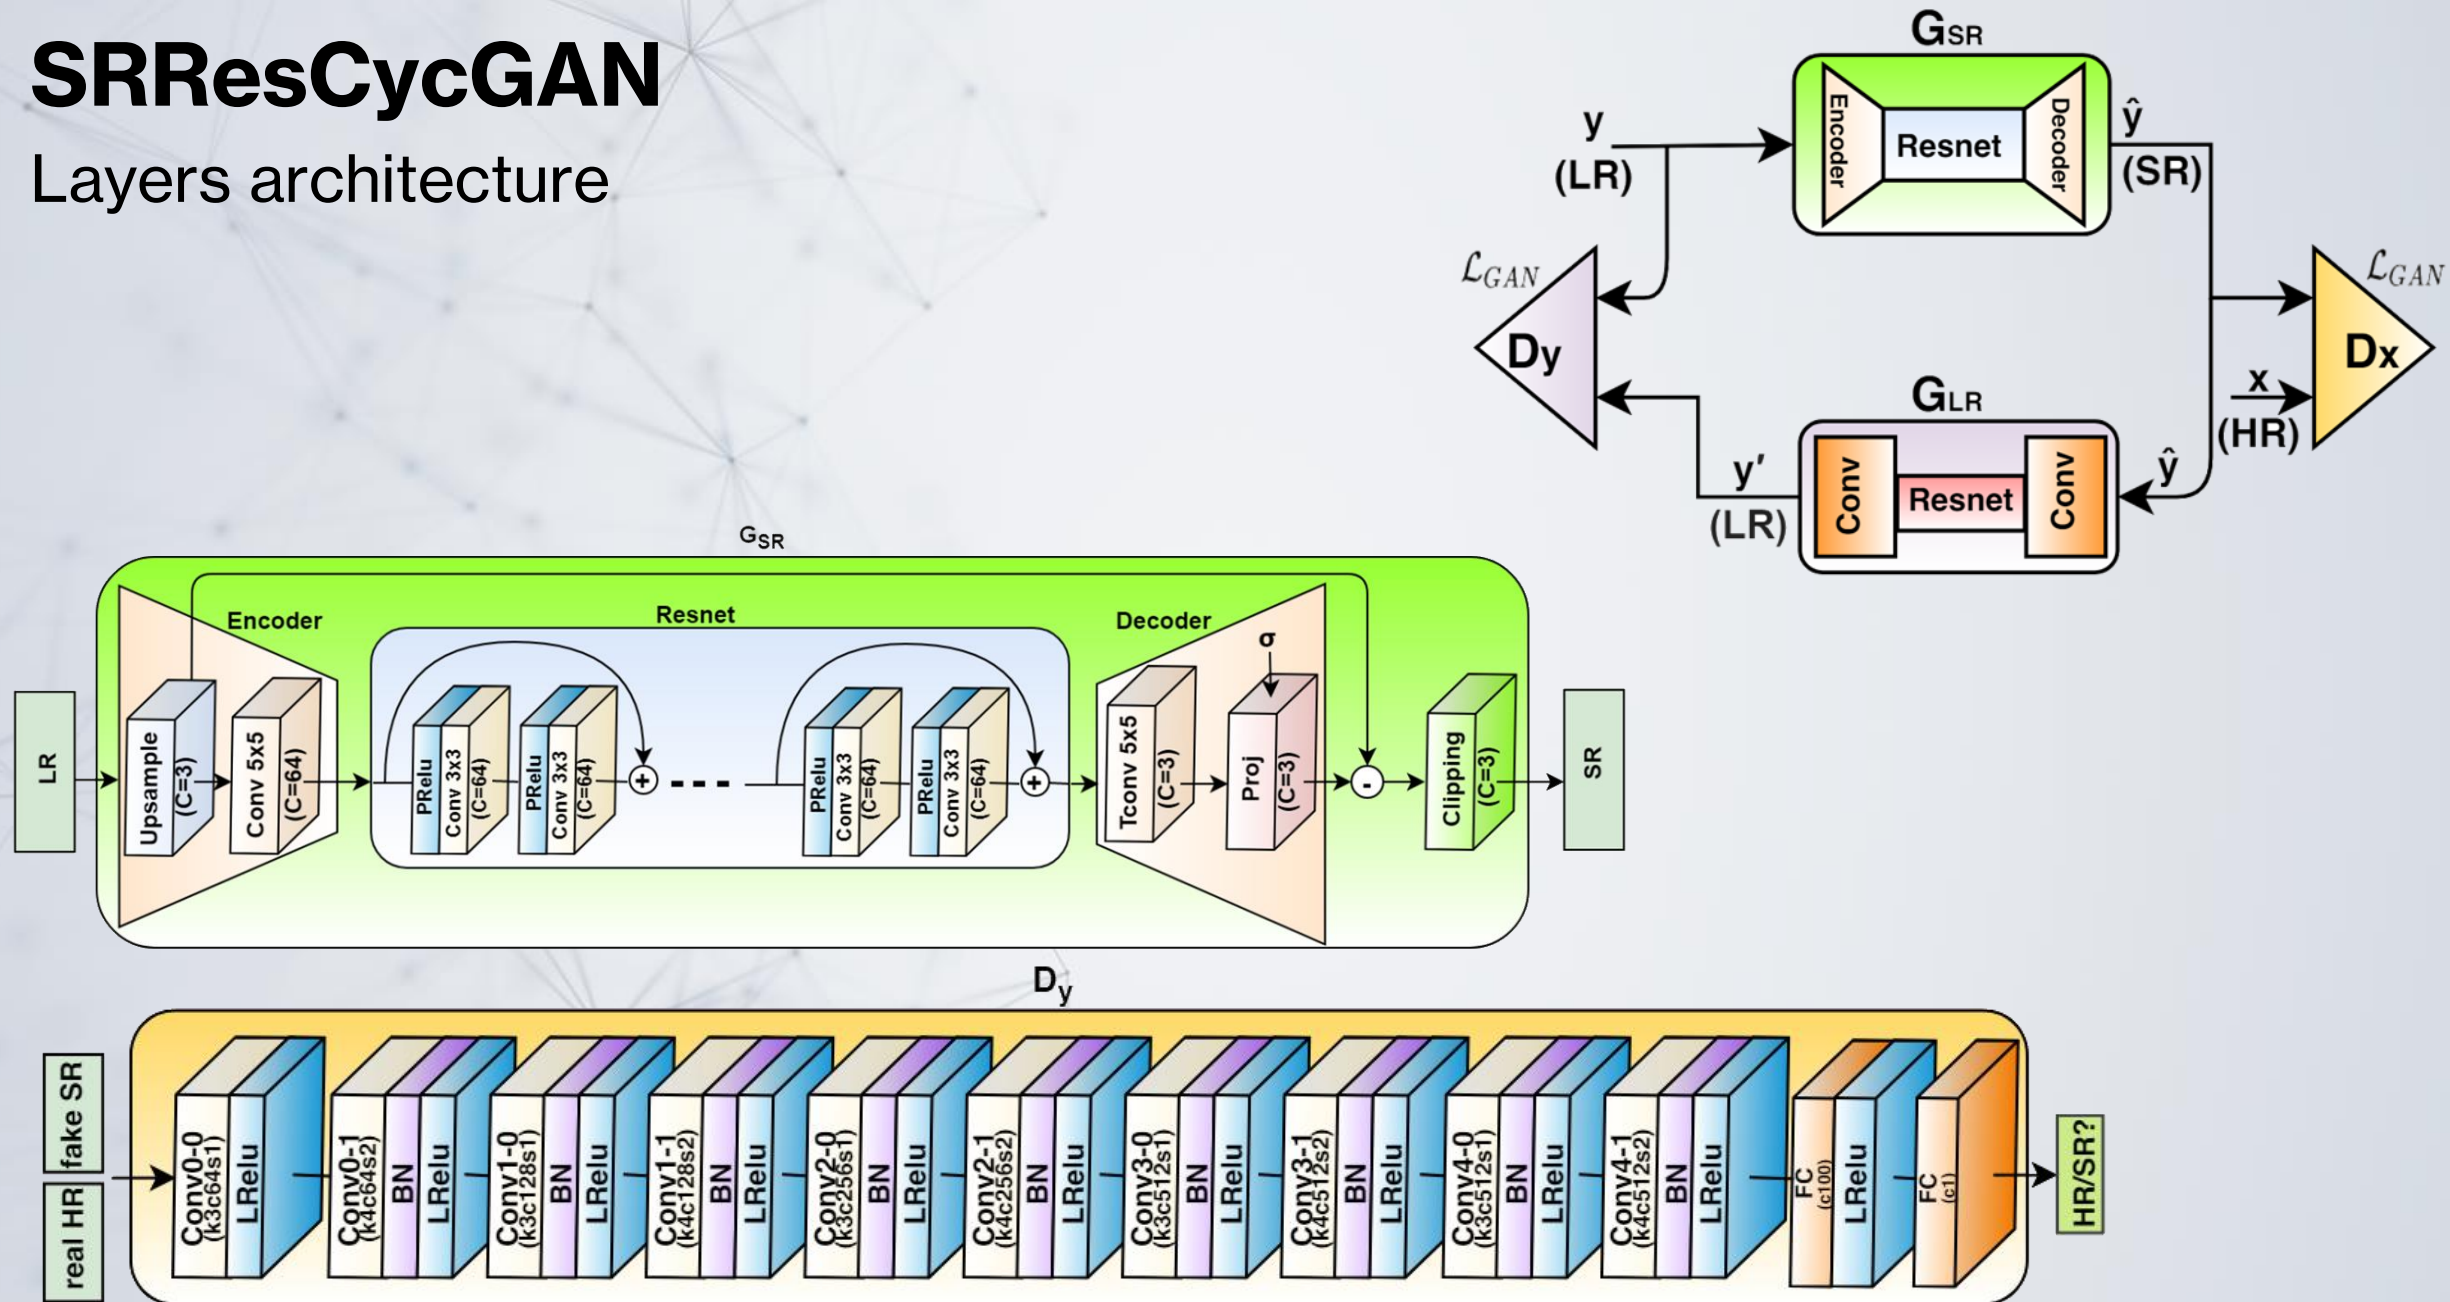 SRResCycGAN
Layers architecture
GSR
y
(LR)
Encoder
Resnet
Decoder
ŷ
(SR)
ℒGAN
Dy
ℒGAN
Dx
x
(HR)
GLR
Conv
Resnet
Conv
ŷ
y′
(LR)
GSR
LR
Encoder
Upsample
(C=3)
Conv 5x5
(C=64)
Resnet
PRelu
Conv 3x3
(C=64)
PRelu
Conv 3x3
(C=64)
+
PRelu
Conv 3x3
(C=64)
PRelu
Conv 3x3
(C=64)
+
Decoder
Tconv 5x5
(C=3)
σ
Proj
(C=3)
-
Clipping
(C=3)
SR
Dy
fake SR
real HR
Conv0-0
(k3c64s1)
LRelu
Conv0-1
(k4c64s2)
BN
LRelu
Conv1-0
(k3c128s1)
BN
LRelu
Conv1-1
(k4c128s2)
BN
LRelu
Conv2-0
(k3c256s1)
BN
LRelu
Conv2-1
(k4c256s2)
BN
LRelu
Conv3-0
(k3c512s1)
BN
LRelu
Conv3-1
(k4c512s2)
BN
LRelu
Conv4-0
(k3c512s1)
BN
LRelu
Conv4-1
(k4c512s2)
BN
LRelu
FC
(c100)
LRelu
FC
(c1)
HR/SR?